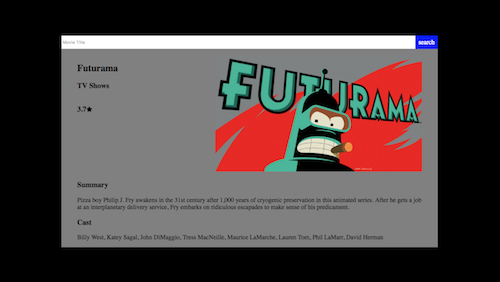 Movie Title
search
Futurama
TV Shows
3.7★
FUTURAMA
Summary
Pizza boy Philip J. Fry awakens in the 31st century after 1,000 years of cryogenic preservation in this animated series. After he gets a job
at an interplanetary delivery service, Fry embarks on ridiculous escapades to make sense of his predicament.
Cast
Billy West, Katey Sagal, John DiMaggio, Tress MacNeille, Maurice LaMarche, Lauren Tom, Phil LaMarr, David Herman